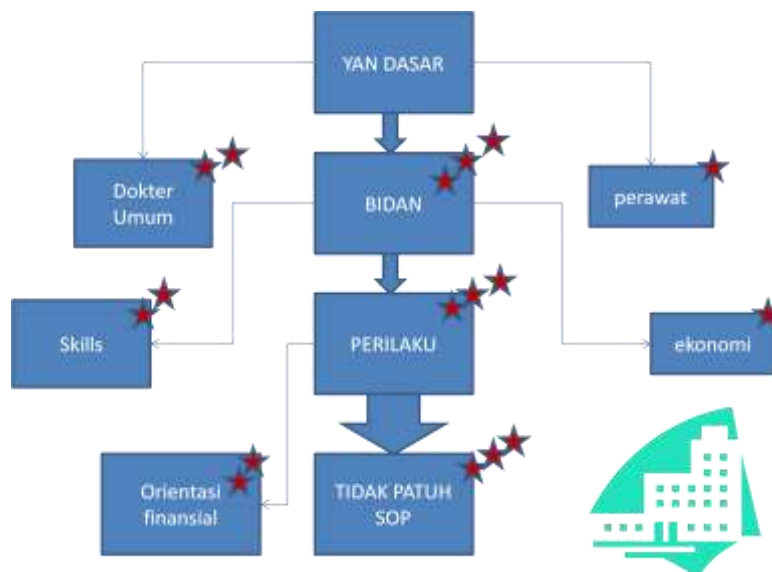 YAN DASAR
Dokter
Umum
BIDAN
perawat
Skills
PERILAKU
ekonomi
Orientasi
finansial
TIDAK PATUH
SOP